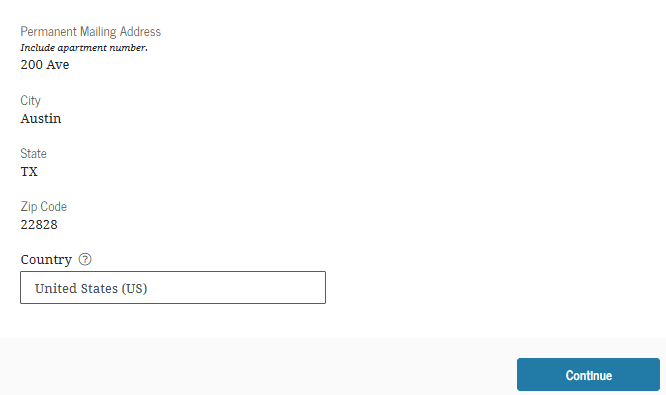 Permanent Mailing Address
Include apartment number.
200 Ave
City
Austin
State
TX
Zip Code
22828
Country ?
United States (US)
Continue